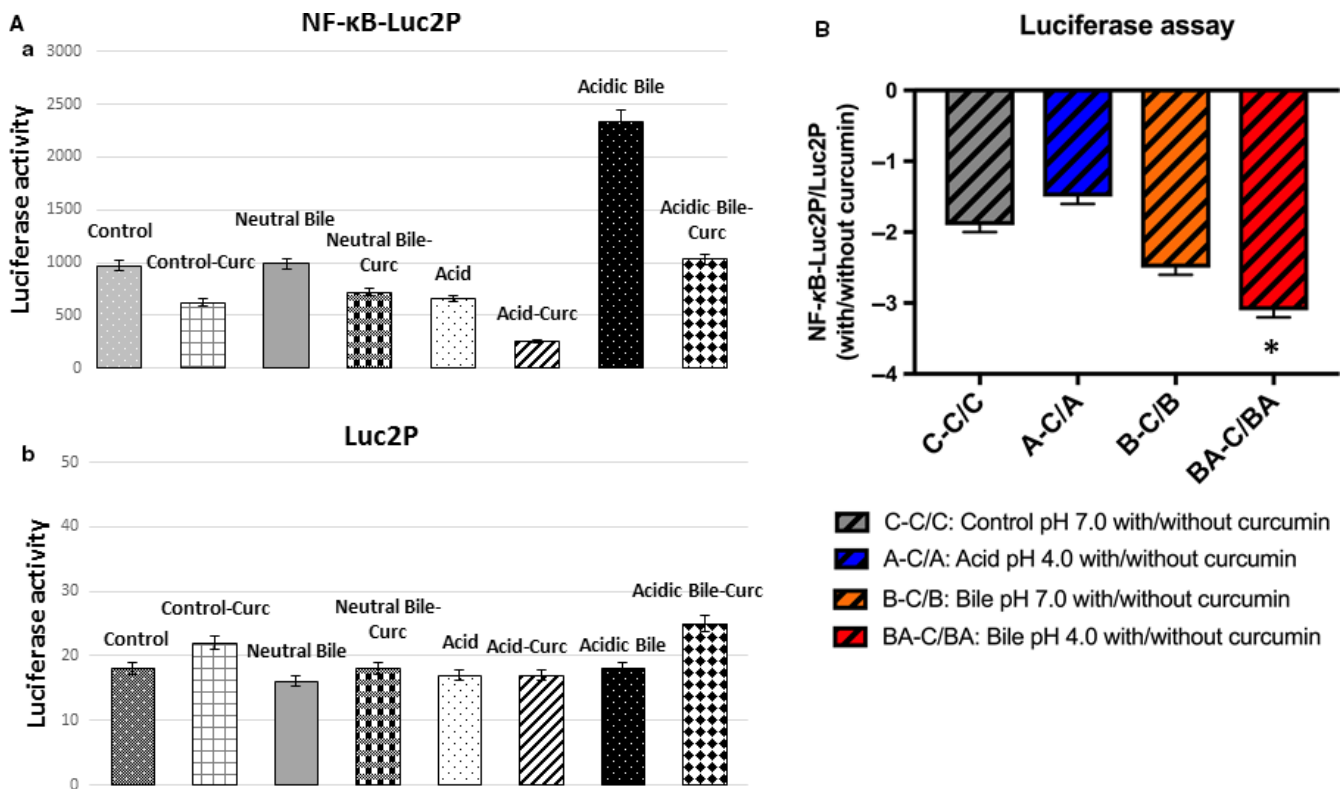 A
NF-κB-Luc2P
a
Luciferase activity
3000
2500
2000
1500
1000
500
0
Control
Control-Curc
Neutral Bile
Neutral Bile-
Curc
Acid
Acid-Curc
Acidic Bile
Acidic Bile-
Curc
b
Luc2P
Luciferase activity
50
40
30
20
10
0
Control
Control-Curc
Neutral Bile
Neutral Bile-
Curc
Acid
Acid-Curc
Acidic Bile
Acidic Bile-Curc
B
Luciferase assay
NF-κB-Luc2P/Luc2P
(with/without curcumin)
0
–1
–2
–3
–4
*
C-C/C
A-C/A
B-C/B
BA-C/BA
C-C/C: Control pH 7.0 with/without curcumin
A-C/A: Acid pH 4.0 with/without curcumin
B-C/B: Bile pH 7.0 with/without curcumin
BA-C/BA: Bile pH 4.0 with/without curcumin